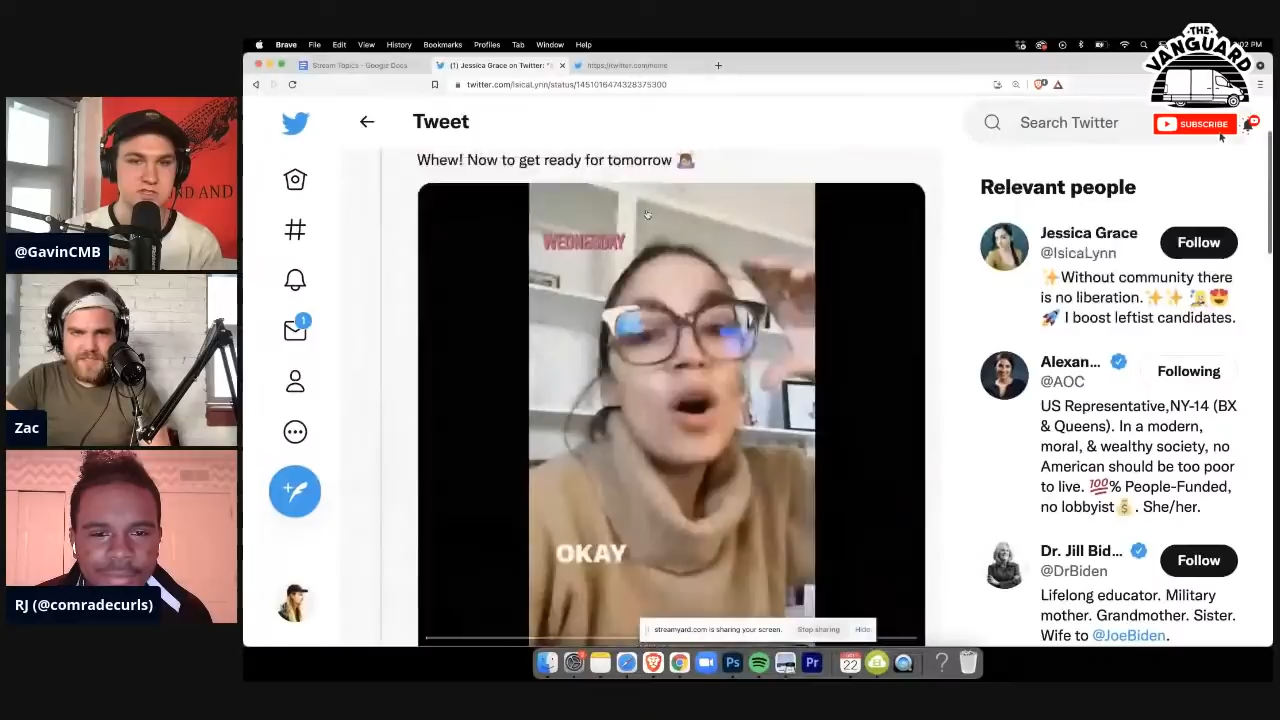 Brave File Edit View History Bookmarks Profiles Tab Window Help
Stream Topics - Google Docs
(1) Jessica Grace on Twitter: "
https://twitter.com/home
twitter.com/IsicaLynn/status/1451016474328375300
THE
VANGUARD
SUBSCRIBE
Tweet
Search Twitter
Whew! Now to get ready for tomorrow
WEDNESDAY
OKAY
1
Relevant people
Jessica Grace
@IsicaLynn
Follow
Without community there
is no liberation.
I boost leftist candidates.
Alexan...
@AOC
Following
US Representative,NY-14 (BX
& Queens). In a modern,
moral, & wealthy society, no
American should be too poor
to live. 💯% People-Funded,
no lobbyist💰. She/her.
Dr. Jill Bid...
@DrBiden
Follow
Lifelong educator. Military
mother. Grandmother. Sister.
Wife to @JoeBiden.
streamyard.com is sharing your screen. Stop sharing Hide
22
Ps
Pr
@GavinCMB
Zac
RJ (@comradecurls)